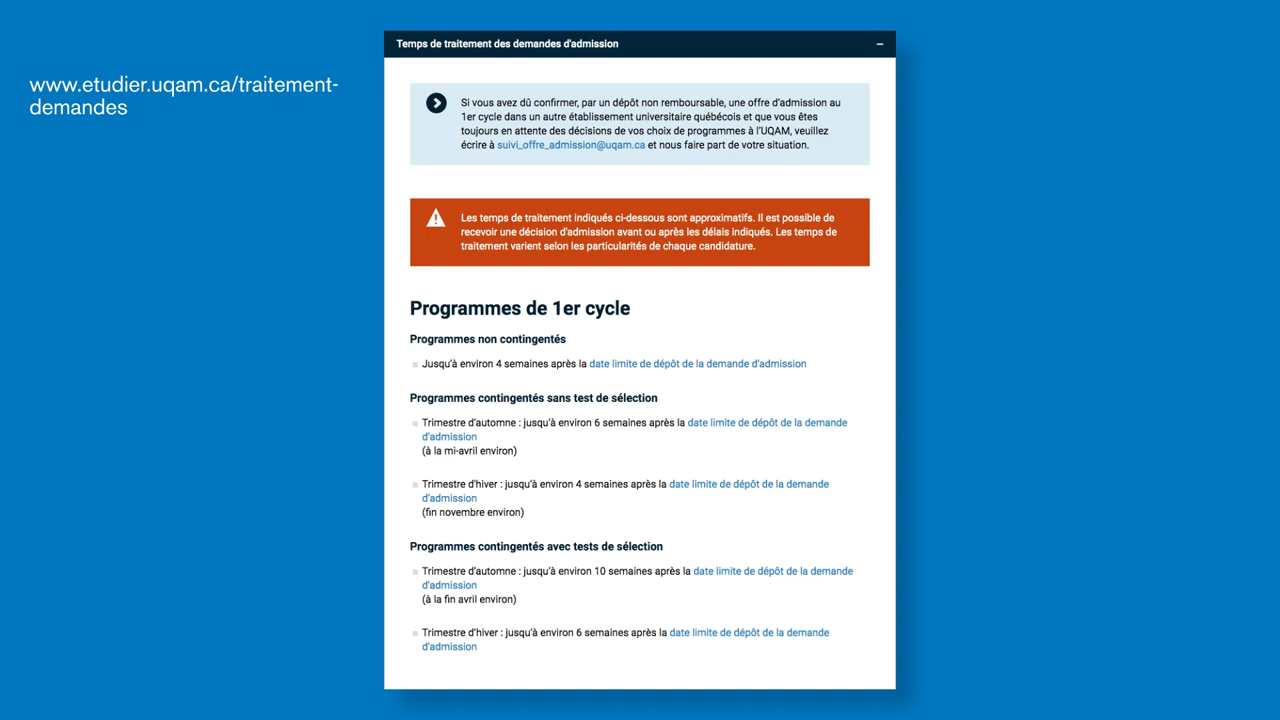 www.etudier.uqam.ca/traitement-
demandes
Temps de traitement des demandes d'admission
Si vous avez dû confirmer, par un dépôt non remboursable, une offre d'admission au
1er cycle dans un autre établissement universitaire québécois et que vous êtes
toujours en attente des décisions de vos choix de programmes à l'UQAM, veuillez
écrire à suivi_offre_admission@uqam.ca et nous faire part de votre situation.
Les temps de traitement indiqués ci-dessous sont approximatifs. Il est possible de
recevoir une décision d'admission avant ou après les délais indiqués. Les temps de
traitement varient selon les particularités de chaque candidature.
Programmes de 1er cycle
Programmes non contingentés
Jusqu'à environ 4 semaines après la date limite de dépôt de la demande d'admission
Programmes contingentés sans test de sélection
Trimestre d'automne : jusqu'à environ 6 semaines après la date limite de dépôt de la demande
d'admission
(à la mi-avril environ)
Trimestre d'hiver : jusqu'à environ 4 semaines après la date limite de dépôt de la demande
d'admission
(fin novembre environ)
Programmes contingentés avec tests de sélection
Trimestre d'automne : jusqu'à environ 10 semaines après la date limite de dépôt de la demande
d'admission
(à la fin avril environ)
Trimestre d'hiver : jusqu'à environ 6 semaines après la date limite de dépôt de la demande
d'admission